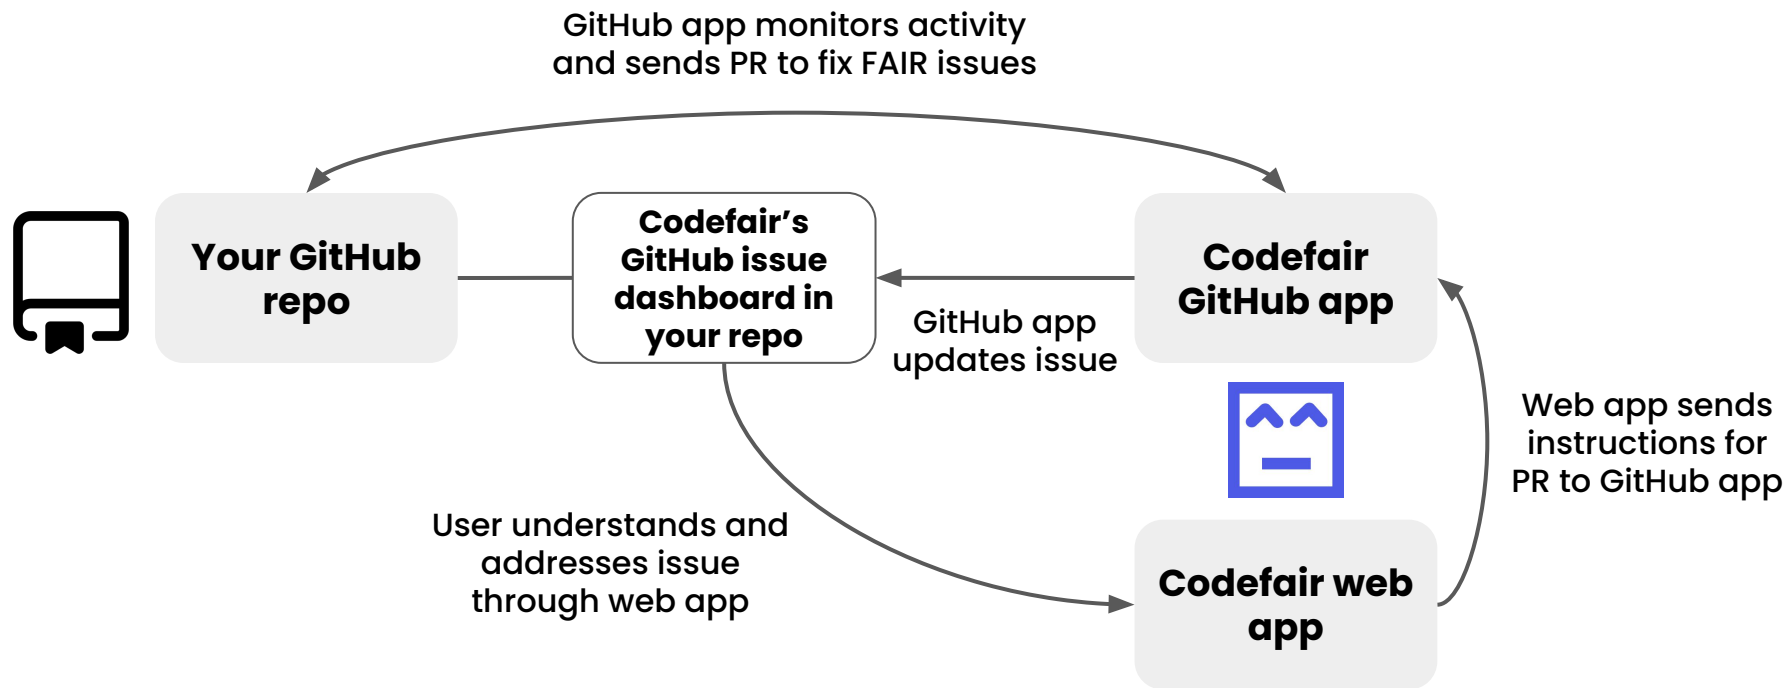 GitHub app monitors activity
and sends PR to fix FAIR issues
Your GitHub
repo
Codefair’s
GitHub issue
dashboard in
your repo
Codefair
GitHub app
GitHub app
updates issue
Web app sends
instructions for
PR to GitHub app
User understands and
addresses issue
through web app
Codefair web
app